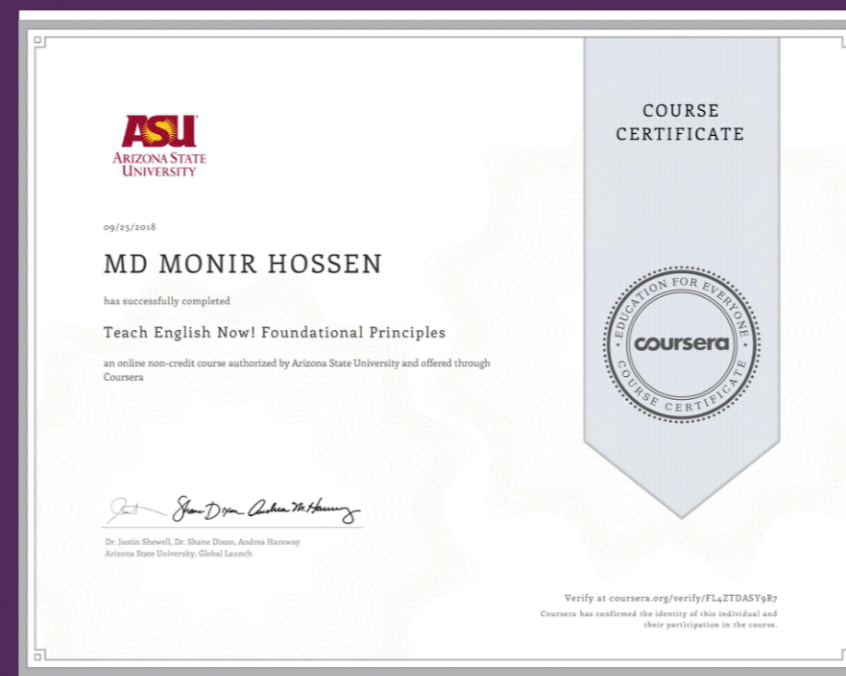 ASU
ARIZONA STATE
UNIVERSITY
09/25/2018
MD MONIR HOSSEN
has successfully completed
Teach English Now! Foundational Principles
an online non-credit course authorized by Arizona State University and offered through
Coursera
Dr. Justin Shewell, Dr. Shane Dixon, Andrea Haraway
Arizona State University, Global Launch
COURSE
CERTIFICATE
EDUCATION FOR EVERYONE
coursera
COURSE CERTIFICATE
Verify at coursera.org/verify/FL4ZTDASY9R7
Coursera has confirmed the identity of this individual and
their participation in the course.